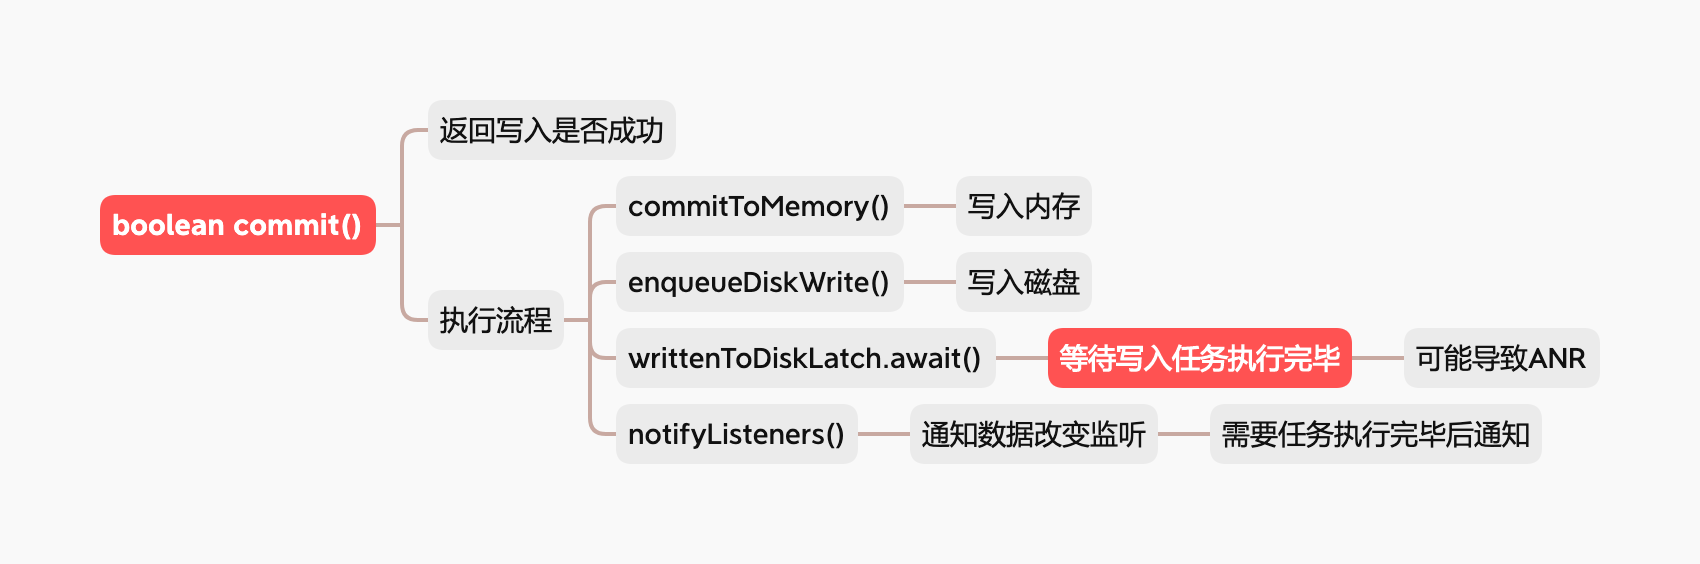 boolean commit()
返回写入是否成功
执行流程
commitToMemory()
写入内存
enqueueDiskWrite()
写入磁盘
writtenToDiskLatch.await()
等待写入任务执行完毕
可能导致ANR
notifyListeners()
通知数据改变监听
需要任务执行完毕后通知